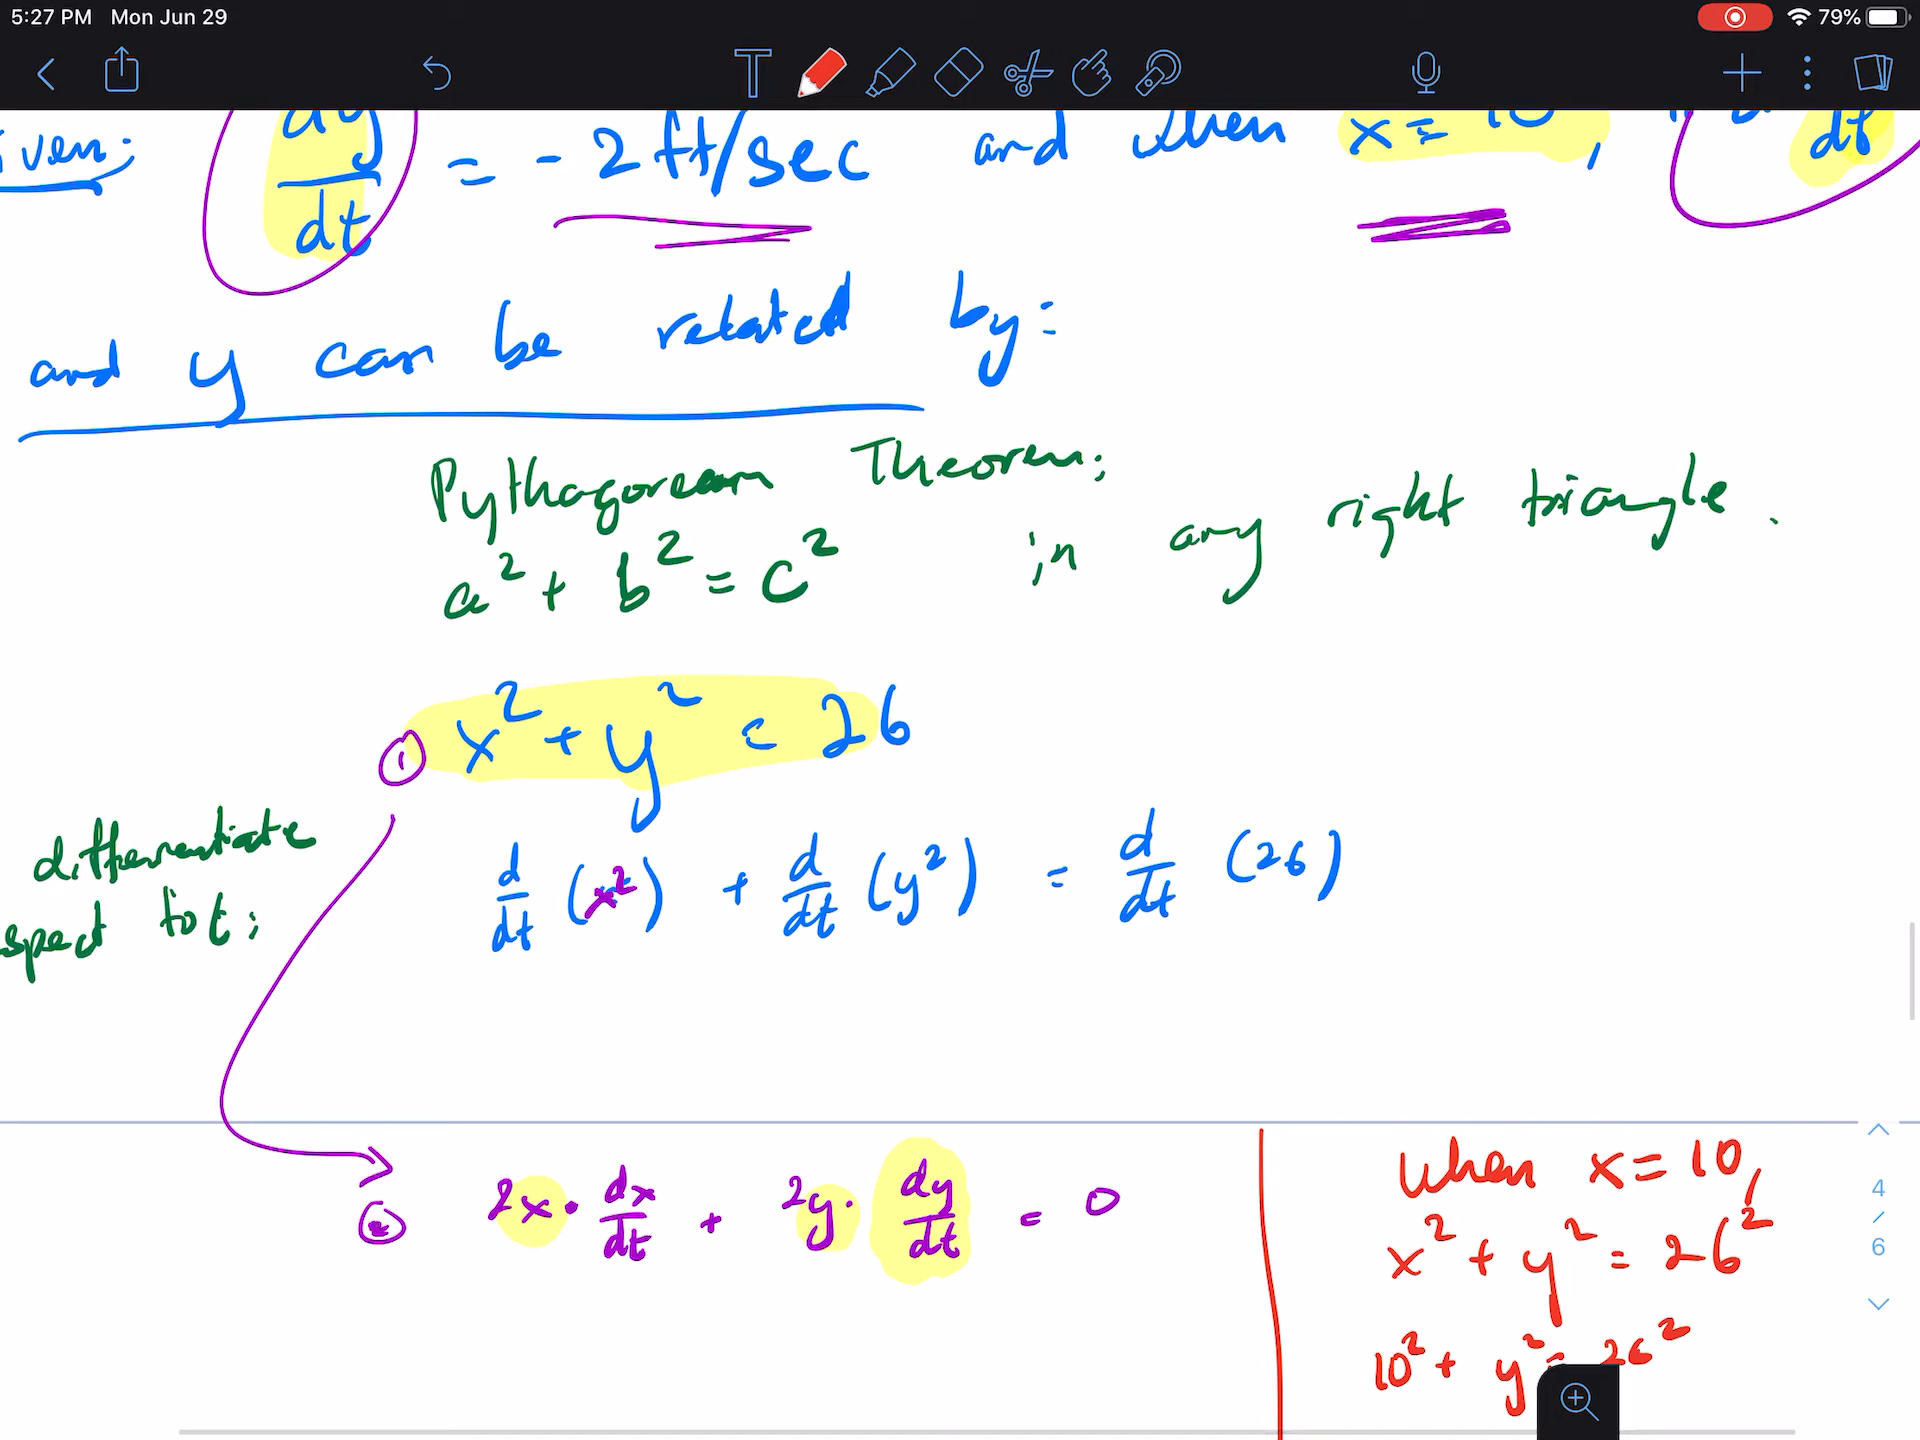 5:27 PM Mon Jun 29
79%
T
iven: dy/dt = -2 ft/sec and when x = 10, dt
and y can be related by:
Pythagorean Theorem:
a² + b² = c² in any right triangle.
① x² + y² = 26
differentiate
spect to t:
d/dt (x²) + d/dt (y²) = d/dt (26)
② 2x · dx/dt + 2y · dy/dt = 0
when x = 10,
x² + y² = 26²
10² + y² = 26²
4
/
6